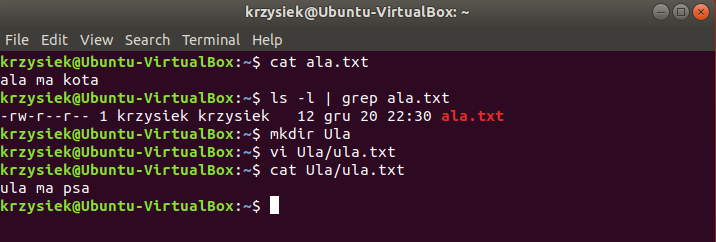 krzysiek@Ubuntu-VirtualBox: ~
File Edit View Search Terminal Help
krzysiek@Ubuntu-VirtualBox:~$ cat ala.txt
ala ma kota
krzysiek@Ubuntu-VirtualBox:~$ ls -l | grep ala.txt
-rw-r--r-- 1 krzysiek krzysiek   12 gru 20 22:30 ala.txt
krzysiek@Ubuntu-VirtualBox:~$ mkdir Ula
krzysiek@Ubuntu-VirtualBox:~$ vi Ula/ula.txt
krzysiek@Ubuntu-VirtualBox:~$ cat Ula/ula.txt
ula ma psa
krzysiek@Ubuntu-VirtualBox:~$